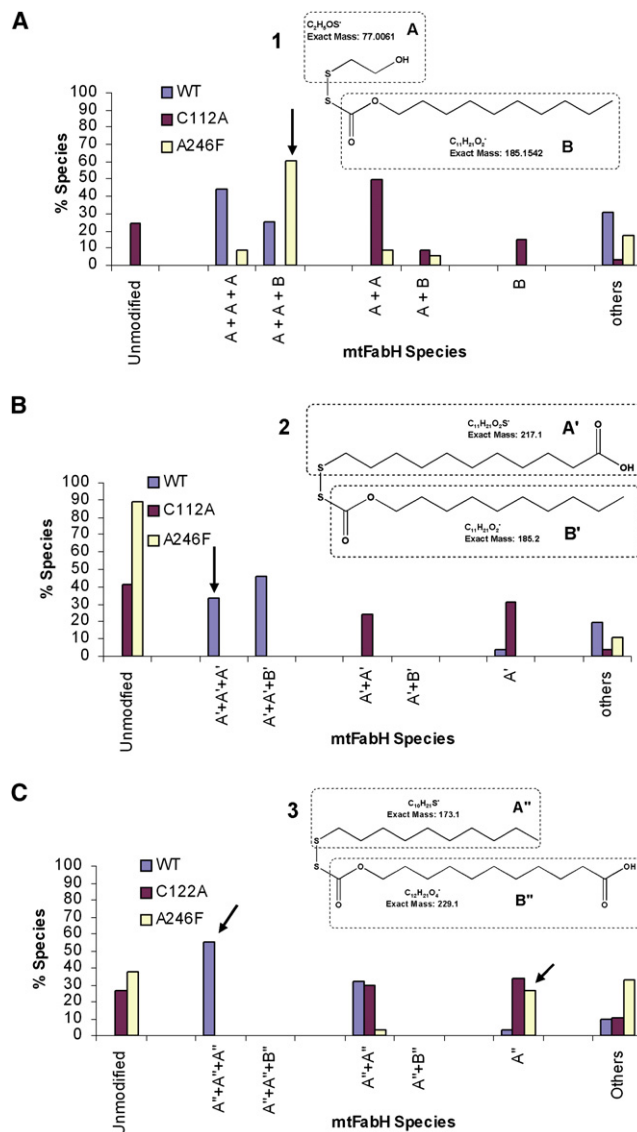 A
1
C₂H₅OS⁻
Exact Mass: 77.0061
A
OH
S
S
O
O
C₁₁H₂₁O₂⁻
Exact Mass: 185.1542
B
WT
C112A
A246F
% Species
100
90
80
70
60
50
40
30
20
10
0
Unmodified
A + A + A
A + A + B
A + A
A + B
B
others
mtFabH Species
B
2
C₁₁H₂₁O₂S⁻
Exact Mass: 217.1
A'
O
OH
S
S
O
O
C₁₁H₂₁O₂⁻
Exact Mass: 185.2
B'
WT
C112A
A246F
% Species
100
90
80
70
60
50
40
30
20
10
0
Unmodified
A'+A'+A'
A'+A'+B'
A'+A'
A'+B'
A'
others
mtFabH Species
C
3
C₁₀H₂₁S⁻
Exact Mass: 173.1
A"
S
S
O
O
O
OH
C₁₂H₂₁O₄⁻
Exact Mass: 229.1
B"
WT
C122A
A246F
% Species
100
90
80
70
60
50
40
30
20
10
0
Unmodified
A"+A"+A"
A"+A"+B"
A"+A"
A"+B"
A"
Others
mtFabH Species